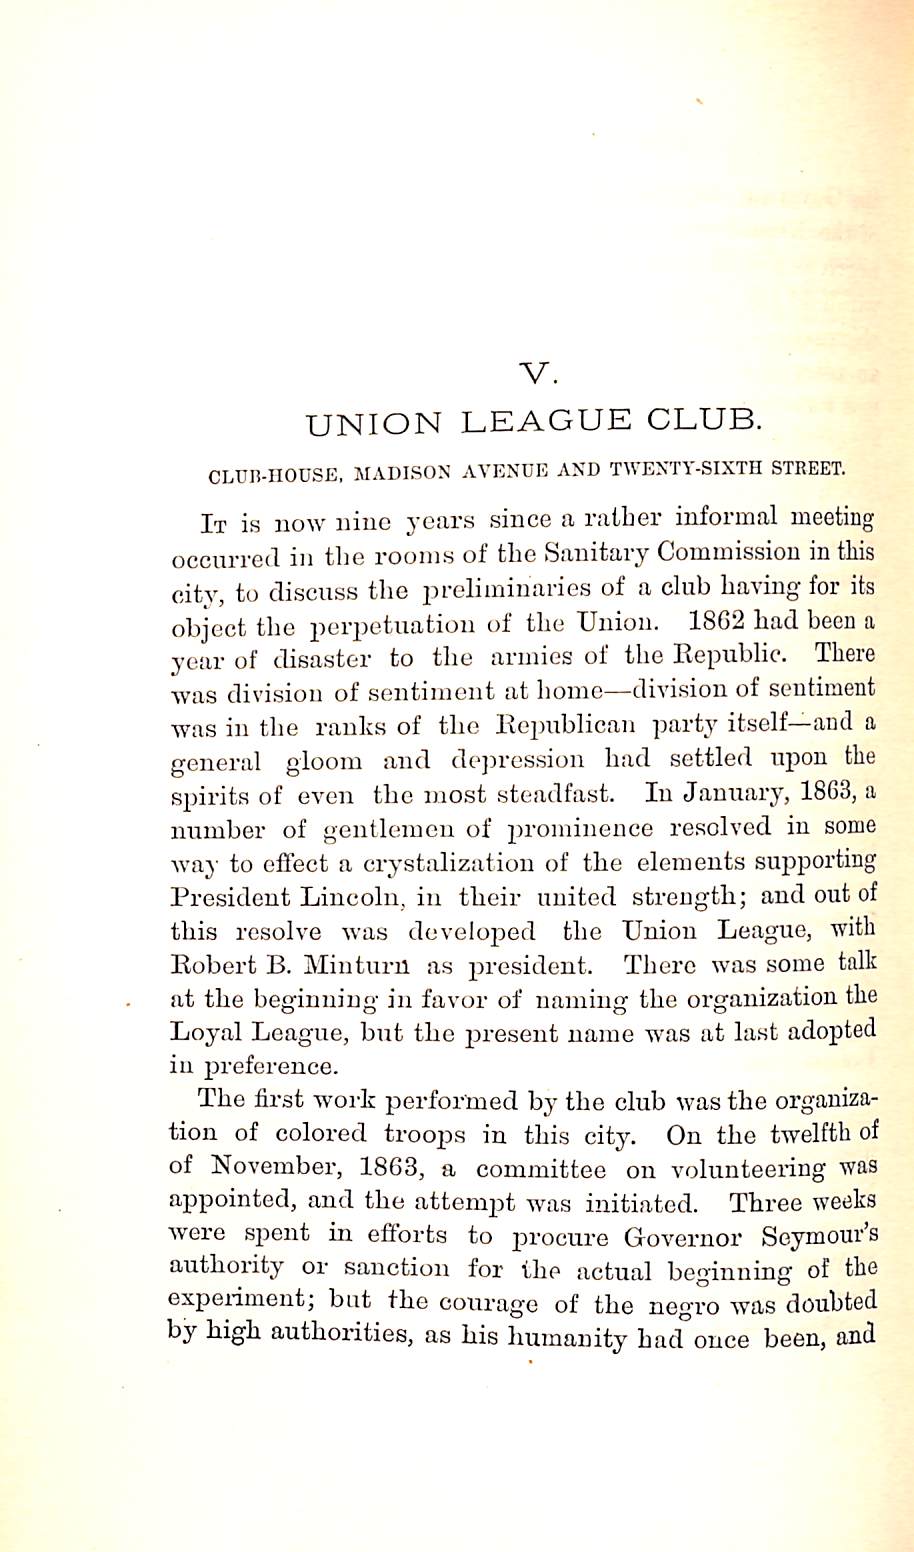 V.
UNION LEAGUE CLUB.
CLUB-HOUSE, MADISON AVENUE AND TWENTY-SIXTH STREET.
It is now nine years since a rather informal meeting
occurred in the rooms of the Sanitary Commission in this
city, to discuss the preliminaries of a club having for its
object the perpetuation of the Union. 1862 had been a
year of disaster to the armies of the Republic. There
was division of sentiment at home—division of sentiment
was in the ranks of the Republican party itself—and a
general gloom and depression had settled upon the
spirits of even the most steadfast. In January, 1863, a
number of gentlemen of prominence resolved in some
way to effect a crystalization of the elements supporting
President Lincoln, in their united strength; and out of
this resolve was developed the Union League, with
Robert B. Minturn as president. There was some talk
at the beginning in favor of naming the organization the
Loyal League, but the present name was at last adopted
in preference.
The first work performed by the club was the organiza-
tion of colored troops in this city. On the twelfth of
of November, 1863, a committee on volunteering was
appointed, and the attempt was initiated. Three weeks
were spent in efforts to procure Governor Seymour's
authority or sanction for the actual beginning of the
experiment; but the courage of the negro was doubted
by high authorities, as his humanity had once been, and